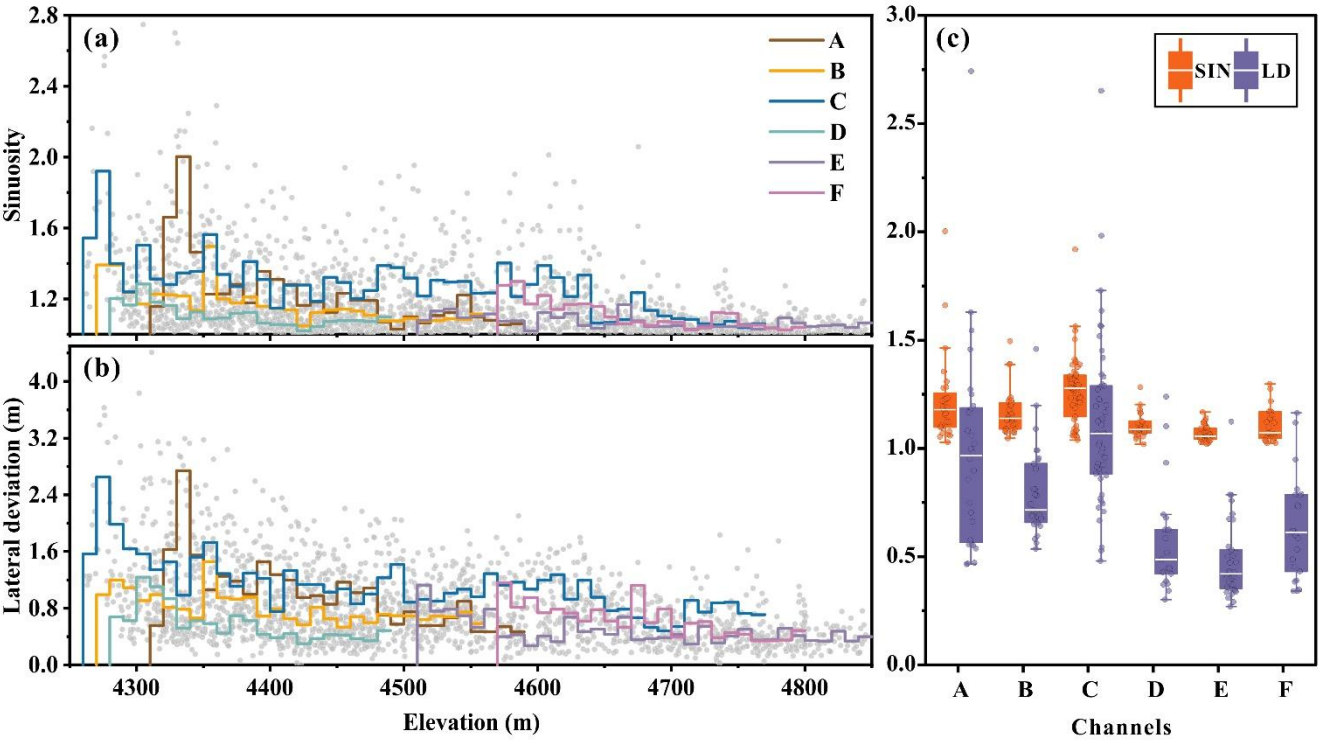 (a)
2.8
2.4
2.0
1.6
1.2
Sinuosity
A
B
C
D
E
F
(b)
4.0
3.2
2.4
1.6
0.8
0.0
Lateral deviation (m)
4300 4400 4500 4600 4700 4800
Elevation (m)
(c)
3.0
2.5
2.0
1.5
1.0
0.5
0.0
SIN LD
A B C D E F
Channels